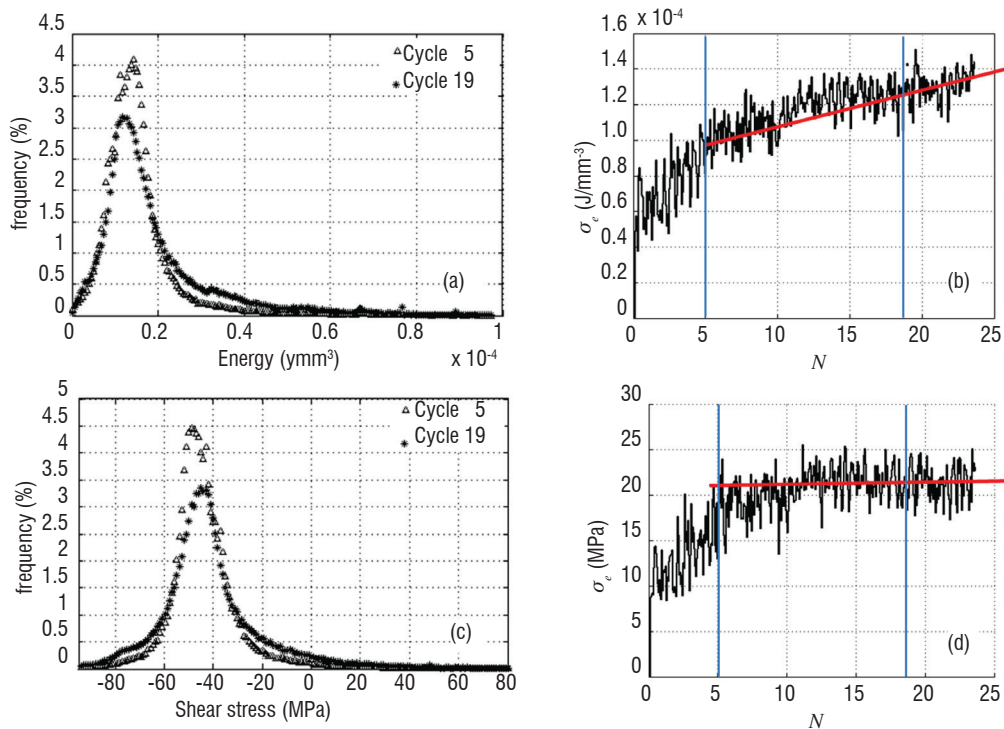 4.5
4
3.5
3
2.5
2
1.5
1
0.5
0
frequency (%)
△Cycle 5
*Cycle 19
(a)
0 0.2 0.4 0.6 0.8 1
Energy (ymm³)
x 10⁻⁴
1.6 x 10⁻⁴
1.4
1.2
1.0
0.8
0.6
0.4
0.2
0
σₑ (J/mm⁻³)
(b)
0 5 10 15 20 25
N
5
4.5
4
3.5
3
2.5
2
1.5
1
0.5
0
frequency (%)
△ Cycle 5
* Cycle 19
(c)
-80 -60 -40 -20 0 20 40 60 80
Shear stress (MPa)
30
25
20
15
10
5
0
σₑ (MPa)
(d)
0 5 10 15 20 25
N